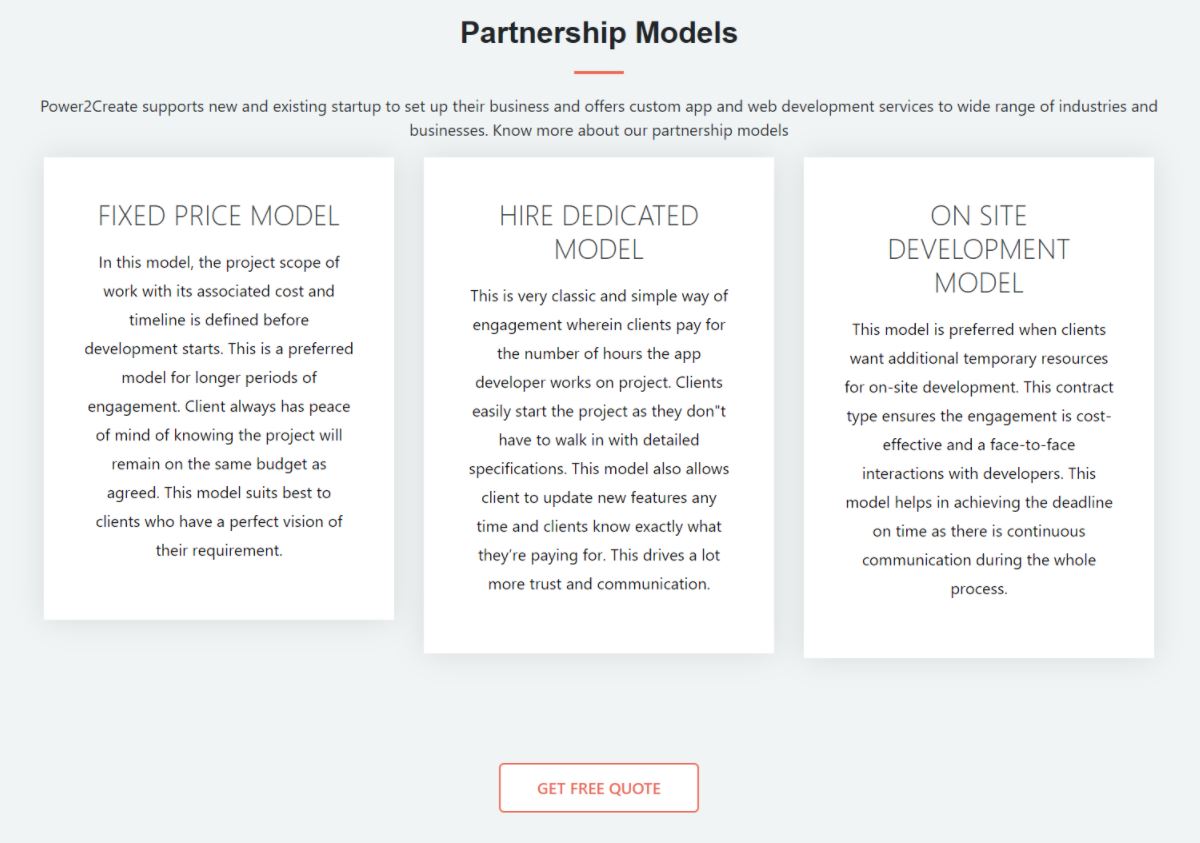 Partnership Models
Power2Create supports new and existing startup to set up their business and offers custom app and web development services to wide range of industries and
businesses. Know more about our partnership models
FIXED PRICE MODEL
In this model, the project scope of
work with its associated cost and
timeline is defined before
development starts. This is a preferred
model for longer periods of
engagement. Client always has peace
of mind of knowing the project will
remain on the same budget as
agreed. This model suits best to
clients who have a perfect vision of
their requirement.
HIRE DEDICATED
MODEL
This is very classic and simple way of
engagement wherein clients pay for
the number of hours the app
developer works on project. Clients
easily start the project as they don"t
have to walk in with detailed
specifications. This model also allows
client to update new features any
time and clients know exactly what
they’re paying for. This drives a lot
more trust and communication.
ON SITE
DEVELOPMENT
MODEL
This model is preferred when clients
want additional temporary resources
for on-site development. This contract
type ensures the engagement is cost-
effective and a face-to-face
interactions with developers. This
model helps in achieving the deadline
on time as there is continuous
communication during the whole
process.
GET FREE QUOTE